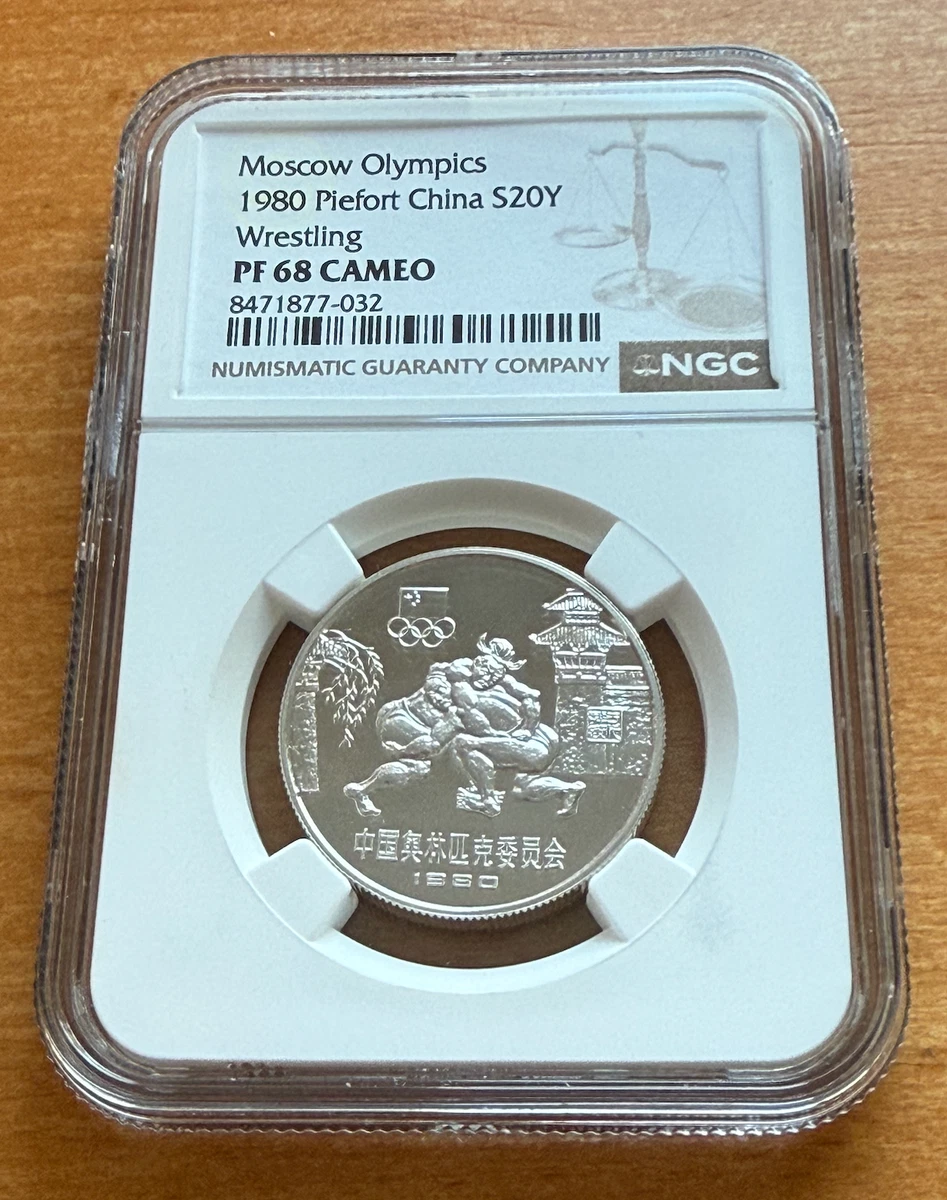 Moscow Olympics
1980 Piefort China S20Y
Wrestling
PF 68 CAMEO
8471877-032
NUMISMATIC GUARANTY COMPANY
NGC
中国奥林匹克委员会
1980